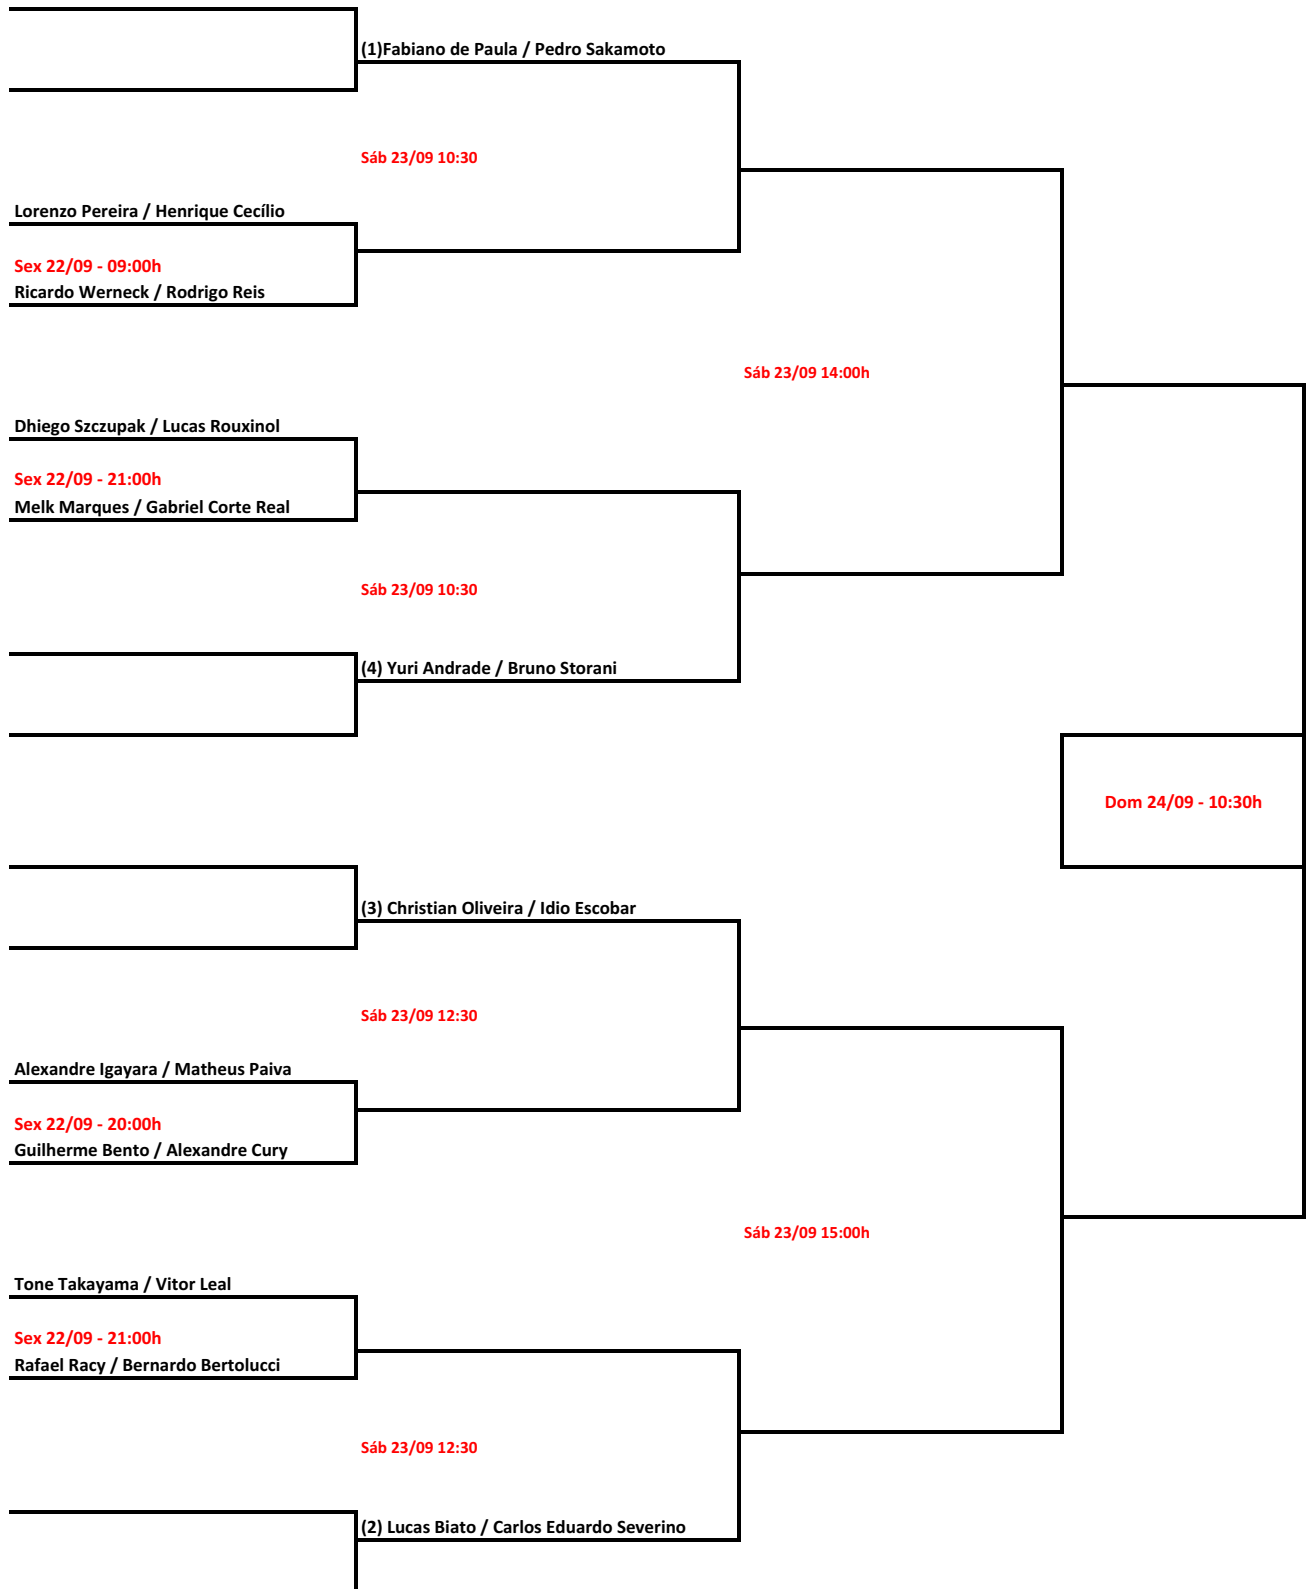 (1)Fabiano de Paula / Pedro Sakamoto
Sáb 23/09 10:30
Lorenzo Pereira / Henrique Cecílio
Sex 22/09 - 09:00h
Ricardo Werneck / Rodrigo Reis
Sáb 23/09 14:00h
Dhiego Szczupak / Lucas Rouxinol
Sex 22/09 - 21:00h
Melk Marques / Gabriel Corte Real
Sáb 23/09 10:30
(4) Yuri Andrade / Bruno Storani
Dom 24/09 - 10:30h
(3) Christian Oliveira / Idio Escobar
Sáb 23/09 12:30
Alexandre Igayara / Matheus Paiva
Sex 22/09 - 20:00h
Guilherme Bento / Alexandre Cury
Sáb 23/09 15:00h
Tone Takayama / Vitor Leal
Sex 22/09 - 21:00h
Rafael Racy / Bernardo Bertolucci
Sáb 23/09 12:30
(2) Lucas Biato / Carlos Eduardo Severino